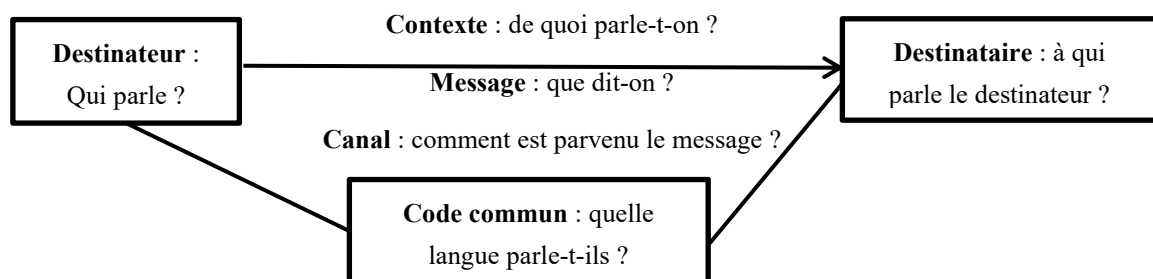 Contexte : de quoi parle-t-on ?
Destinateur :
Qui parle ?
Destinataire : à qui
parle le destinateur ?
Message : que dit-on ?
Canal : comment est parvenu le message ?
Code commun : quelle
langue parle-t-ils ?